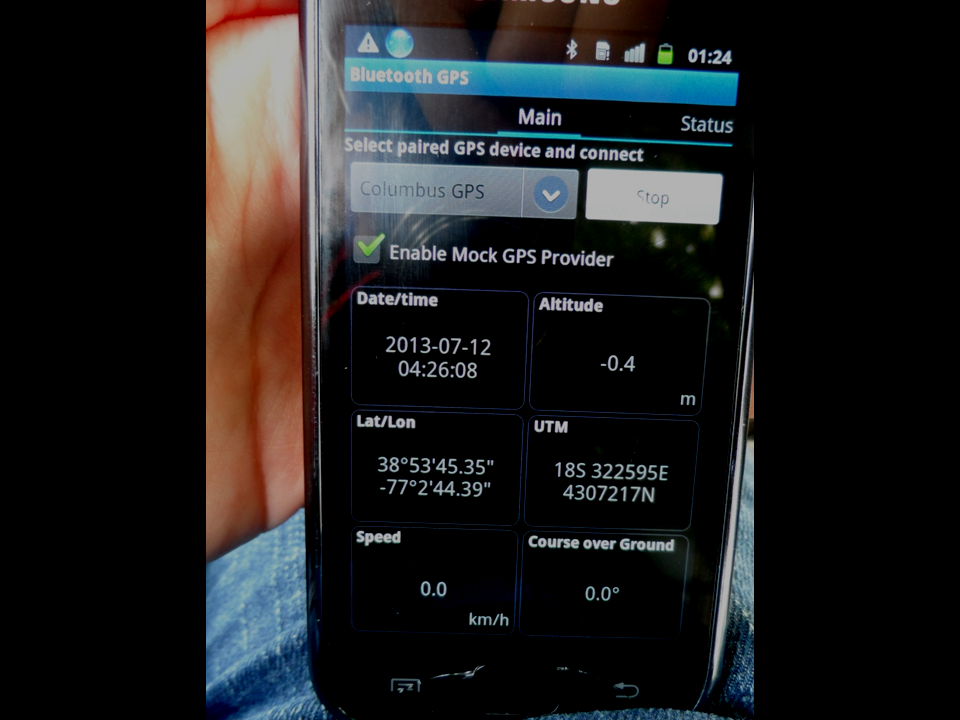 SAMSUNG
01:24
Bluetooth GPS
Main
Status
Select paired GPS device and connect
Columbus GPS
Stop
Enable Mock GPS Provider
Date/time
2013-07-12
04:26:08
Altitude
-0.4
m
Lat/Lon
38°53'45.35"
-77°2'44.39"
UTM
18S 322595E
4307217N
Speed
0.0
km/h
Course over Ground
0.0°